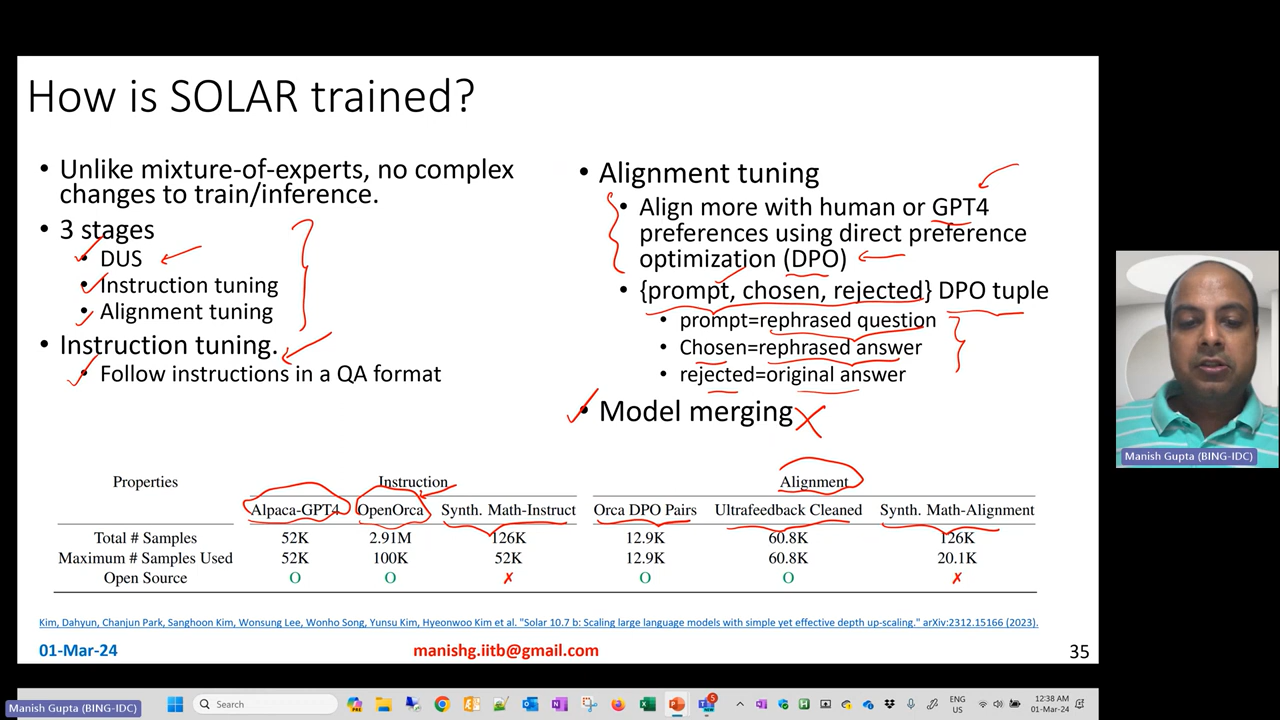 How is SOLAR trained?
• Unlike mixture-of-experts, no complex
changes to train/inference.
• 3 stages
• DUS
• Instruction tuning
• Alignment tuning
• Instruction tuning.
• Follow instructions in a QA format
• Alignment tuning
• Align more with human or GPT4
preferences using direct preference
optimization (DPO)
• {prompt, chosen, rejected} DPO tuple
• prompt=rephrased question
• Chosen=rephrased answer
• rejected=original answer
• Model merging
Properties Instruction Alignment
Alpaca-GPT4 OpenOrca Synth. Math-Instruct Orca DPO Pairs Ultrafeedback Cleaned Synth. Math-Alignment
Total # Samples 52K 2.91M 126K 12.9K 60.8K 126K
Maximum # Samples Used 52K 100K 52K 12.9K 60.8K 20.1K
Open Source O O ✗ O O ✗
Kim, Dahyun, Chanjun Park, Sanghoon Kim, Wonsung Lee, Wonho Song, Yunsu Kim, Hyeonwoo Kim et al. "Solar 10.7 b: Scaling large language models with simple yet effective depth up-scaling." arXiv:2312.15166 (2023).
01-Mar-24 manishg.iitb@gmail.com 35
Manish Gupta (BING-IDC)
Manish Gupta (BING-IDC)
Search
5
ENG
US
12:38 AM
01-Mar-24